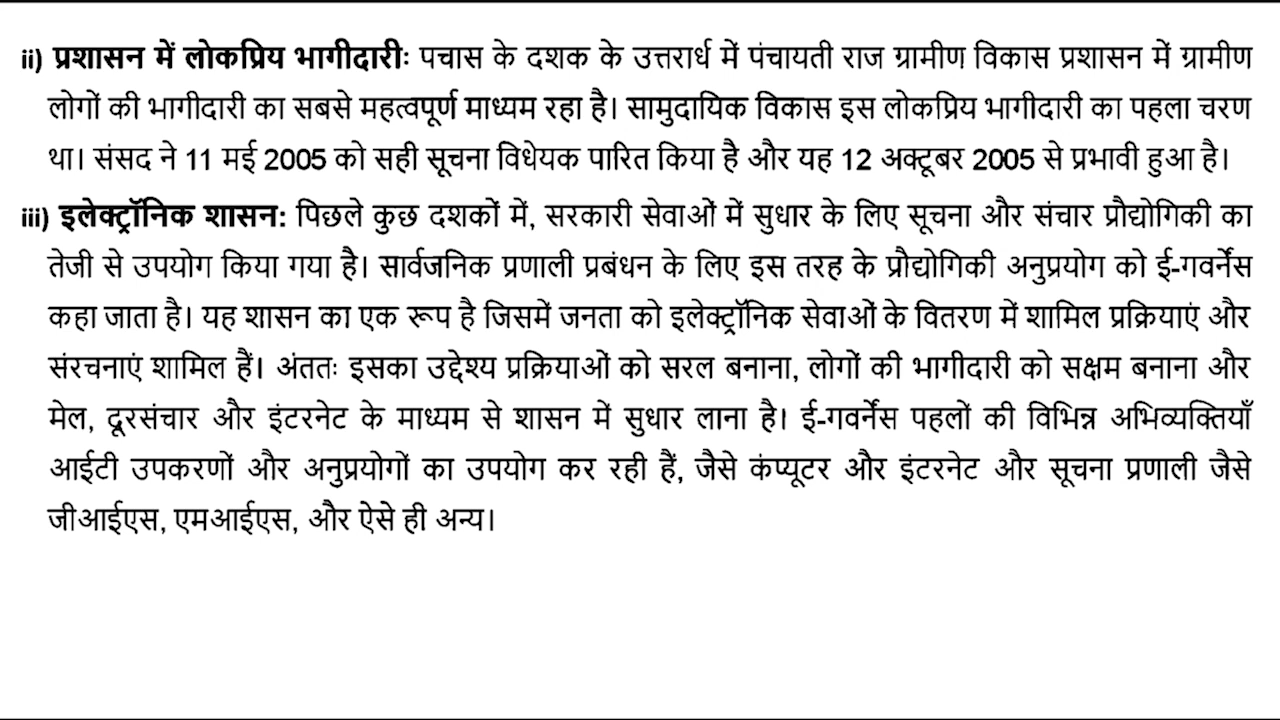 ii) प्रशासन में लोकप्रिय भागीदारी: पचास के दशक के उत्तरार्ध में पंचायती राज ग्रामीण विकास प्रशासन में ग्रामीण
लोगों की भागीदारी का सबसे महत्वपूर्ण माध्यम रहा है। सामुदायिक विकास इस लोकप्रिय भागीदारी का पहला चरण
था। संसद ने 11 मई 2005 को सही सूचना विधेयक पारित किया है और यह 12 अक्टूबर 2005 से प्रभावी हुआ है।
iii) इलेक्ट्रॉनिक शासन: पिछले कुछ दशकों में, सरकारी सेवाओं में सुधार के लिए सूचना और संचार प्रौद्योगिकी का
तेजी से उपयोग किया गया है। सार्वजनिक प्रणाली प्रबंधन के लिए इस तरह के प्रौद्योगिकी अनुप्रयोग को ई-गवर्नेंस
कहा जाता है। यह शासन का एक रूप है जिसमें जनता को इलेक्ट्रॉनिक सेवाओं के वितरण में शामिल प्रक्रियाएं और
संरचनाएं शामिल हैं। अंततः इसका उद्देश्य प्रक्रियाओं को सरल बनाना, लोगों की भागीदारी को सक्षम बनाना और
मेल, दूरसंचार और इंटरनेट के माध्यम से शासन में सुधार लाना है। ई-गवर्नेंस पहलों की विभिन्न अभिव्यक्तियाँ
आईटी उपकरणों और अनुप्रयोगों का उपयोग कर रही हैं, जैसे कंप्यूटर और इंटरनेट और सूचना प्रणाली जैसे
जीआईएस, एमआईएस, और ऐसे ही अन्य।